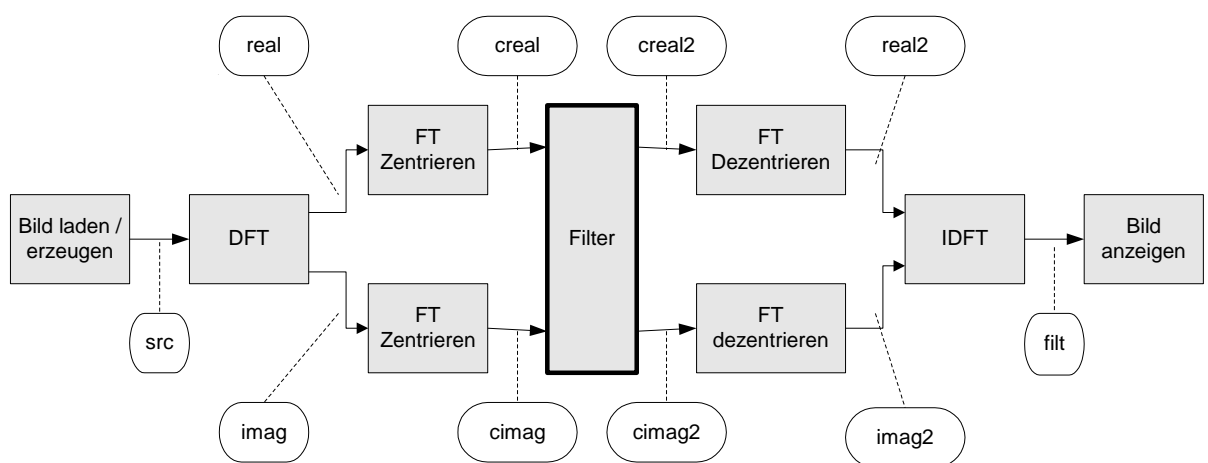 real
creal
creal2
real2
FT
Zentrieren
FT
Dezentrieren
Bild laden /
erzeugen
DFT
Filter
IDFT
Bild
anzeigen
FT
Zentrieren
FT
dezentrieren
src
filt
imag
cimag
cimag2
imag2